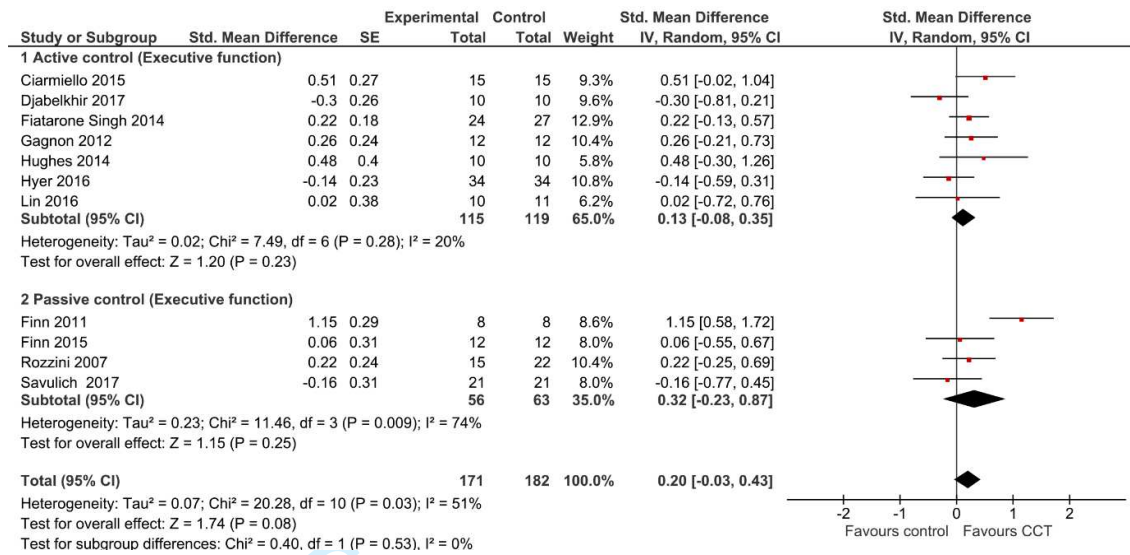 Experimental Control Std. Mean Difference Std. Mean Difference
Study or Subgroup Std. Mean Difference SE Total Total Weight IV, Random, 95% CI IV, Random, 95% CI
1 Active control (Executive function)
Ciarmiello 2015 0.51 0.27 15 15 9.3% 0.51 [-0.02, 1.04]
Djabelkhir 2017 -0.3 0.26 10 10 9.6% -0.30 [-0.81, 0.21]
Fiatarone Singh 2014 0.22 0.18 24 27 12.9% 0.22 [-0.13, 0.57]
Gagnon 2012 0.26 0.24 12 12 10.4% 0.26 [-0.21, 0.73]
Hughes 2014 0.48 0.4 10 10 5.8% 0.48 [-0.30, 1.26]
Hyer 2016 -0.14 0.23 34 34 10.8% -0.14 [-0.59, 0.31]
Lin 2016 0.02 0.38 10 11 6.2% 0.02 [-0.72, 0.76]
Subtotal (95% CI) 115 119 65.0% 0.13 [-0.08, 0.35]
Heterogeneity: Tau² = 0.02; Chi² = 7.49, df = 6 (P = 0.28); I² = 20%
Test for overall effect: Z = 1.20 (P = 0.23)
2 Passive control (Executive function)
Finn 2011 1.15 0.29 8 8 8.6% 1.15 [0.58, 1.72]
Finn 2015 0.06 0.31 12 12 8.0% 0.06 [-0.55, 0.67]
Rozzini 2007 0.22 0.24 15 22 10.4% 0.22 [-0.25, 0.69]
Savulich 2017 -0.16 0.31 21 21 8.0% -0.16 [-0.77, 0.45]
Subtotal (95% CI) 56 63 35.0% 0.32 [-0.23, 0.87]
Heterogeneity: Tau² = 0.23; Chi² = 11.46, df = 3 (P = 0.009); I² = 74%
Test for overall effect: Z = 1.15 (P = 0.25)
Total (95% CI) 171 182 100.0% 0.20 [-0.03, 0.43]
Heterogeneity: Tau² = 0.07; Chi² = 20.28, df = 10 (P = 0.03); I² = 51%
Test for overall effect: Z = 1.74 (P = 0.08)
Test for subgroup differences: Chi² = 0.40, df = 1 (P = 0.53), I² = 0%
-2 -1 0 1 2
Favours control Favours CCT